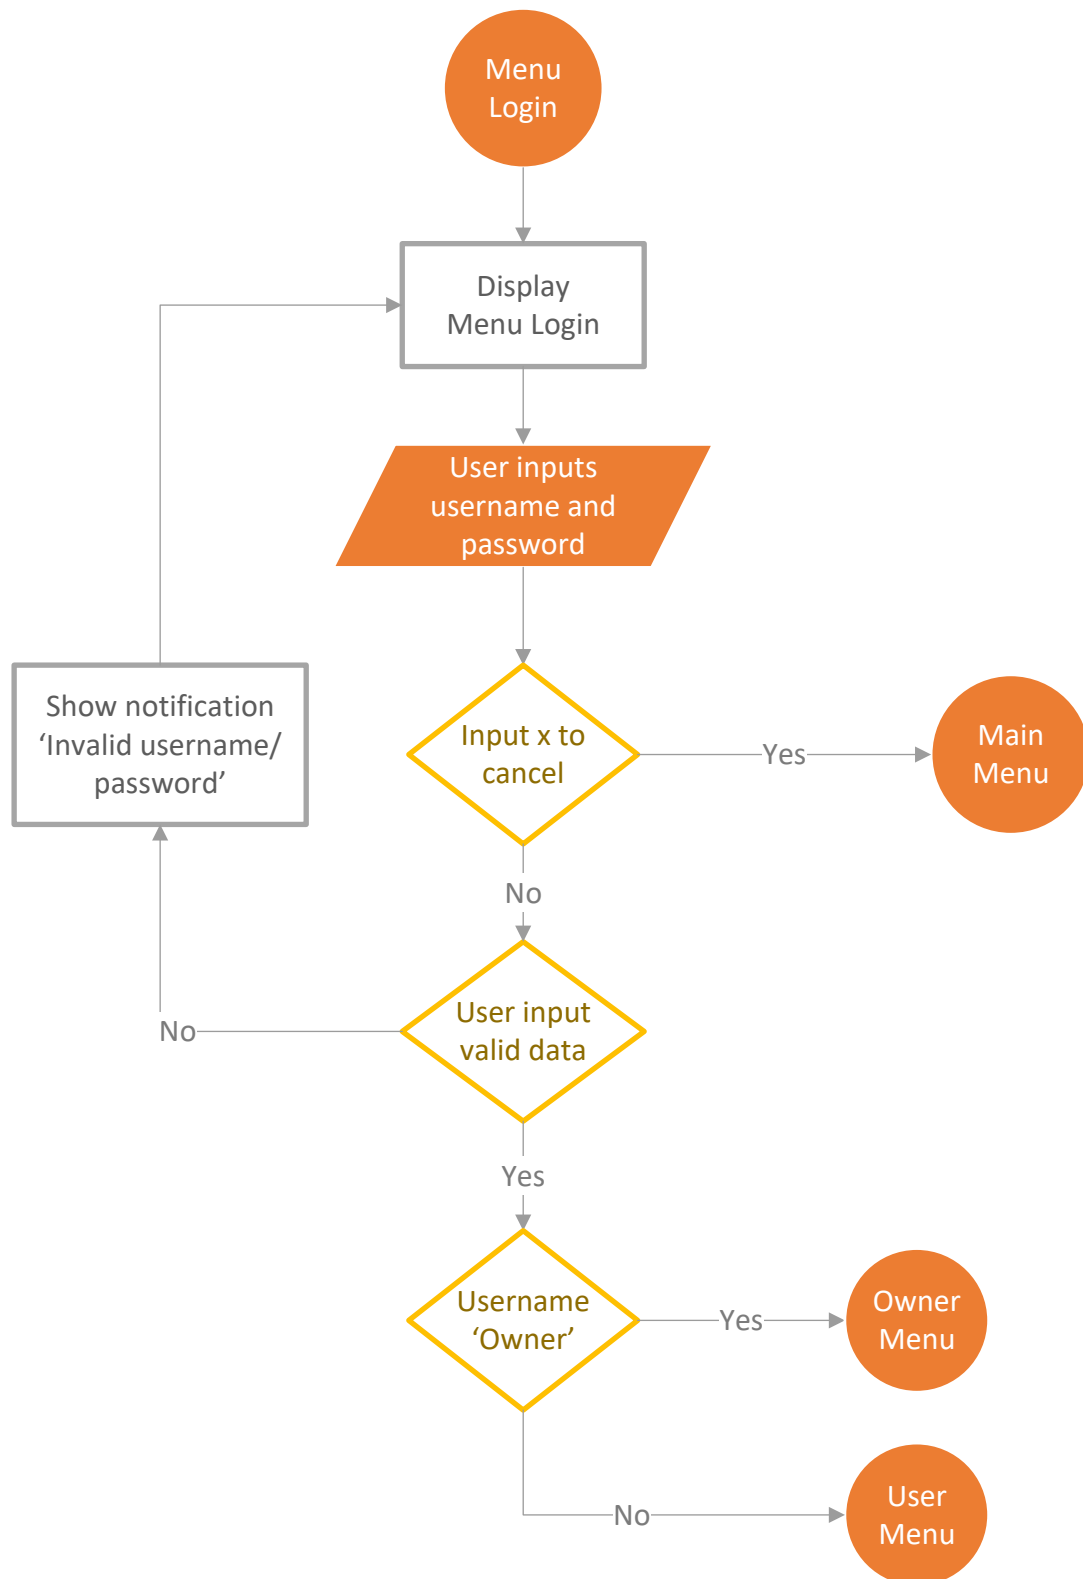 Menu
Login
Display
Menu Login
User inputs
username and
password
Show notification
‘Invalid username/
password’
Input x to
cancel
Yes
Main
Menu
No
User input
valid data
No
Yes
Username
‘Owner’
Yes
Owner
Menu
No
User
Menu